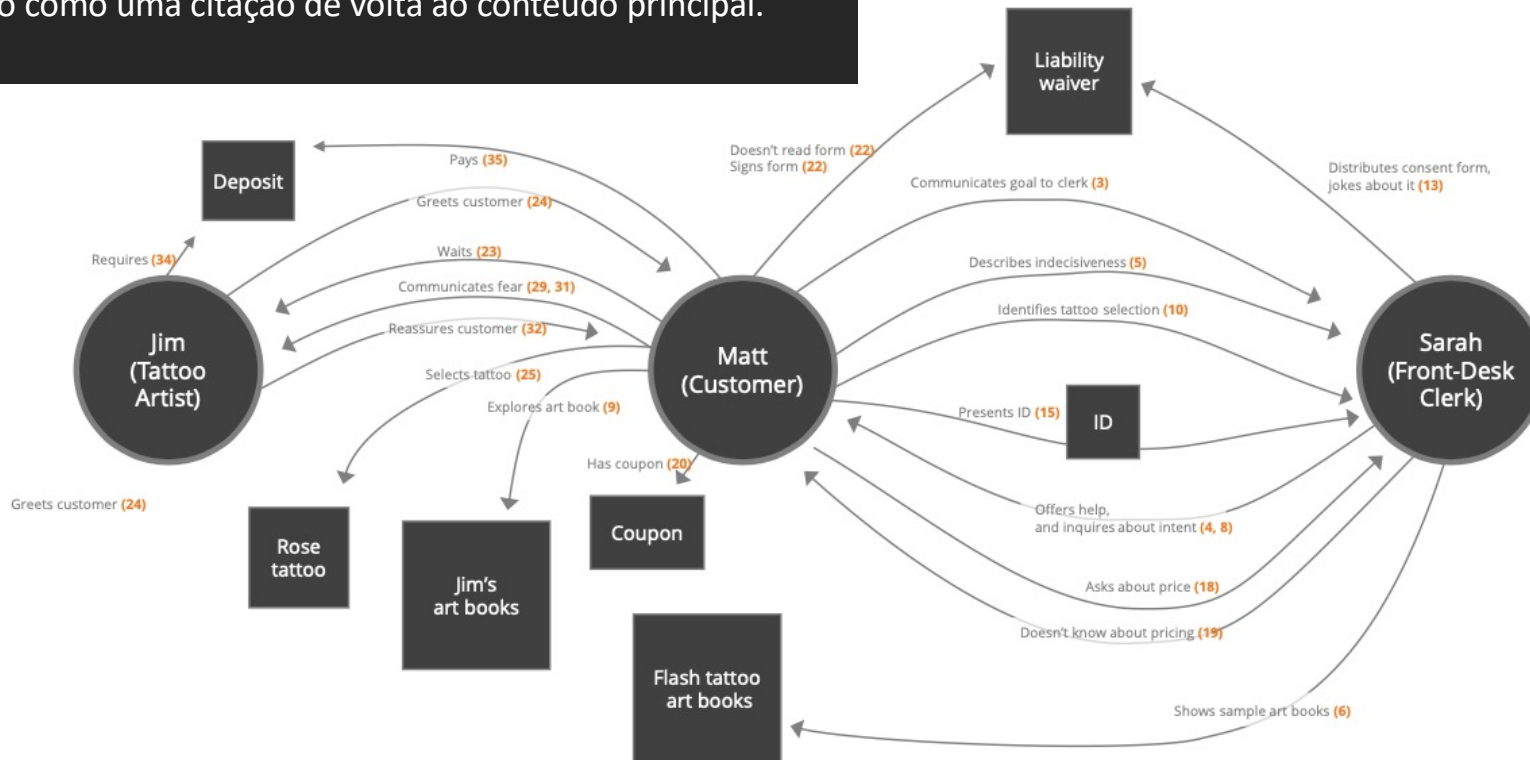 o como uma citação de volta ao conteúdo principal.
Liability
waiver
Deposit
Pays (35)
Doesn't read form (22)
Signs form (22)
Distributes consent form,
jokes about it (13)
Communicates goal to clerk (3)
Greets customer (24)
Requires (34)
Waits (23)
Describes indecisiveness (5)
Communicates fear (29, 31)
Identifies tattoo selection (10)
Reassures customer (32)
Jim
(Tattoo
Artist)
Matt
(Customer)
Sarah
(Front-Desk
Clerk)
Selects tattoo (25)
Explores art book (9)
Presents ID (15)
ID
Has coupon (20)
Greets customer (24)
Offers help,
and inquires about intent (4, 8)
Rose
tattoo
Jim's
art books
Coupon
Asks about price (18)
Doesn't know about pricing (19)
Flash tattoo
art books
Shows sample art books (6)